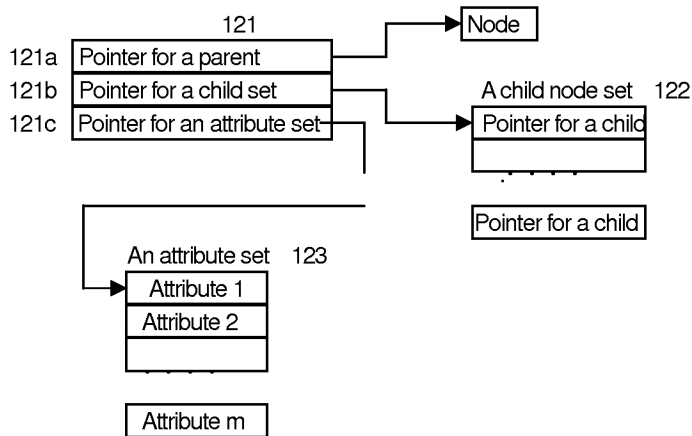 121
Node
121a Pointer for a parent
121b Pointer for a child set
A child node set 122
121c Pointer for an attribute set
Pointer for a child
Pointer for a child
An attribute set 123
Attribute 1
Attribute 2
Attribute m